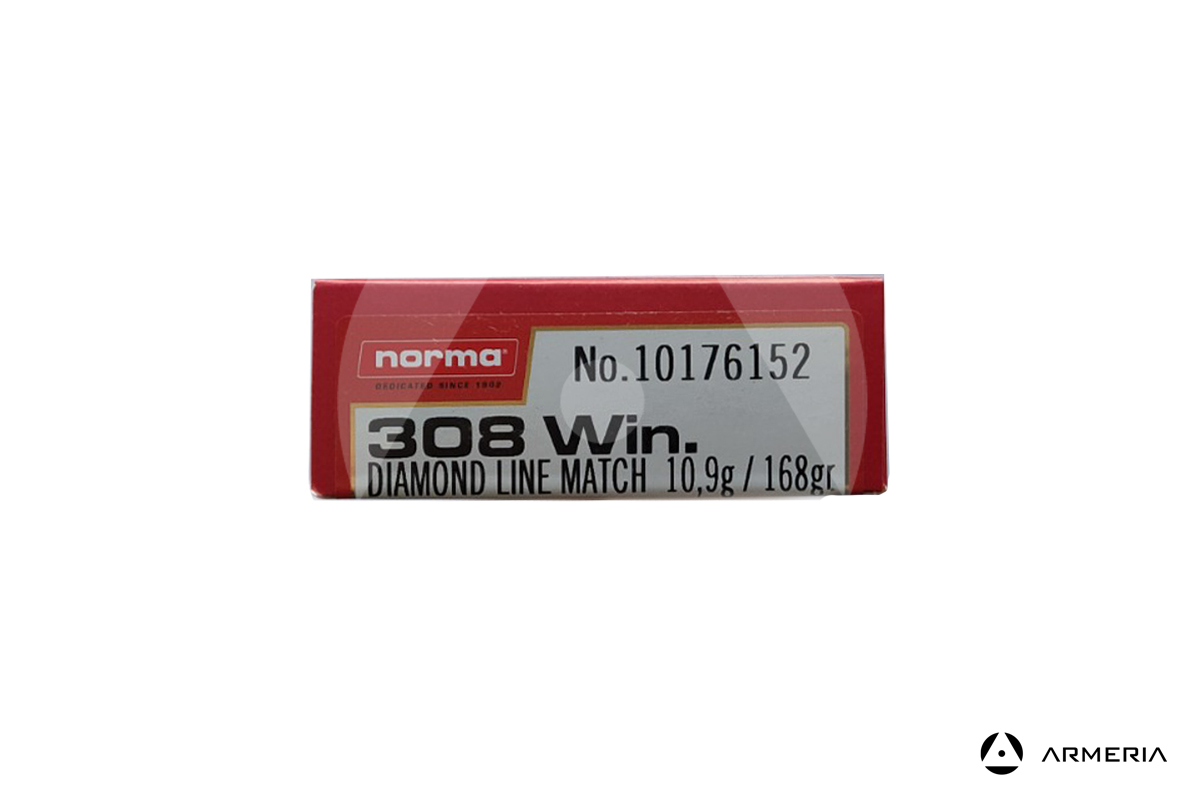 norma®
DEDICATED SINCE 1902
No.10176152
308 Win.
DIAMOND LINE MATCH 10,9g / 168gr
ARMERIA